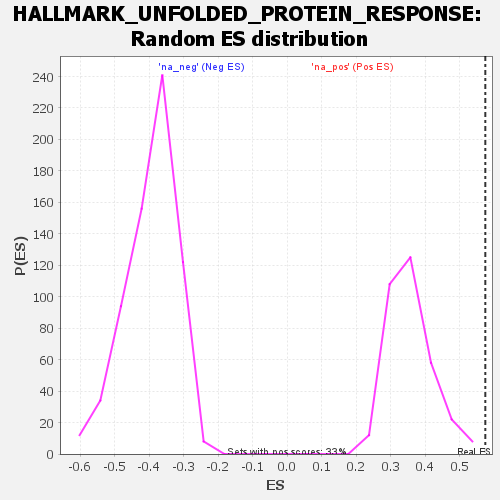 HALLMARK_UNFOLDED_PROTEIN_RESPONSE:
Random ES distribution
'na_neg' (Neg ES) 'na_pos' (Pos ES)
240
220
200
180
160
140
120
100
80
60
40
20
0
P(ES)
Sets with pos scores: 33%
Real ES
-0.6 -0.5 -0.4 -0.3 -0.2 -0.1 0.0 0.1 0.2 0.3 0.4 0.5
ES